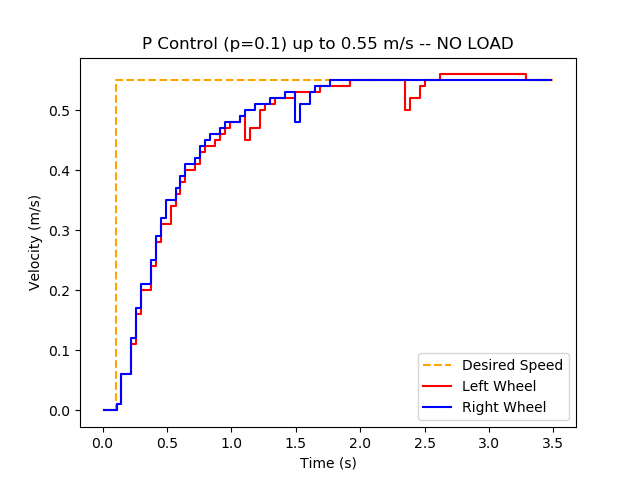 P Control (p=0.1) up to 0.55 m/s -- NO LOAD
Velocity (m/s)
0.5
0.4
0.3
0.2
0.1
0.0
Desired Speed
Left Wheel
Right Wheel
0.0 0.5 1.0 1.5 2.0 2.5 3.0 3.5
Time (s)